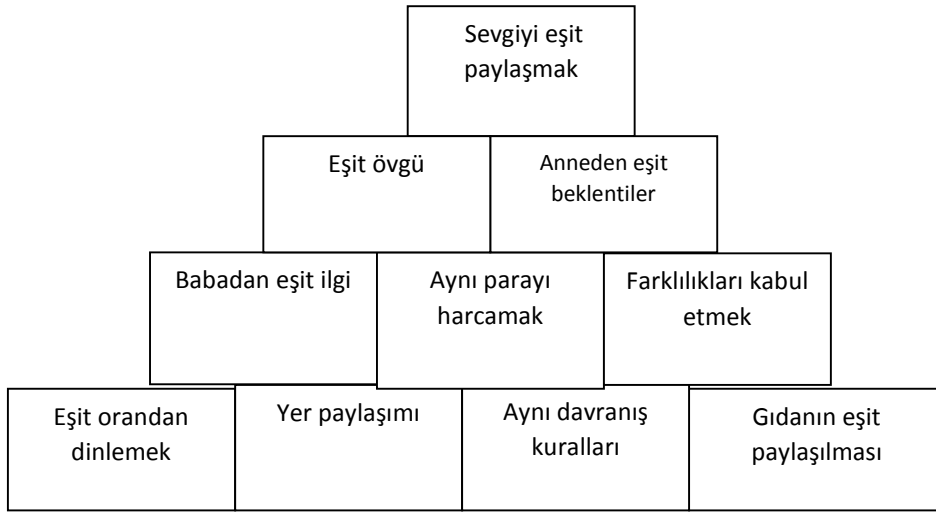 Sevgiyi eşit
paylaşmak
Eşit övgü
Anneden eşit
beklentiler
Babadan eşit ilgi
Aynı parayı
harcamak
Farklılıkları kabul
etmek
Eşit orandan
dinlemek
Yer paylaşımı
Aynı davranış
kuralları
Gıdanın eşit
paylaşılması